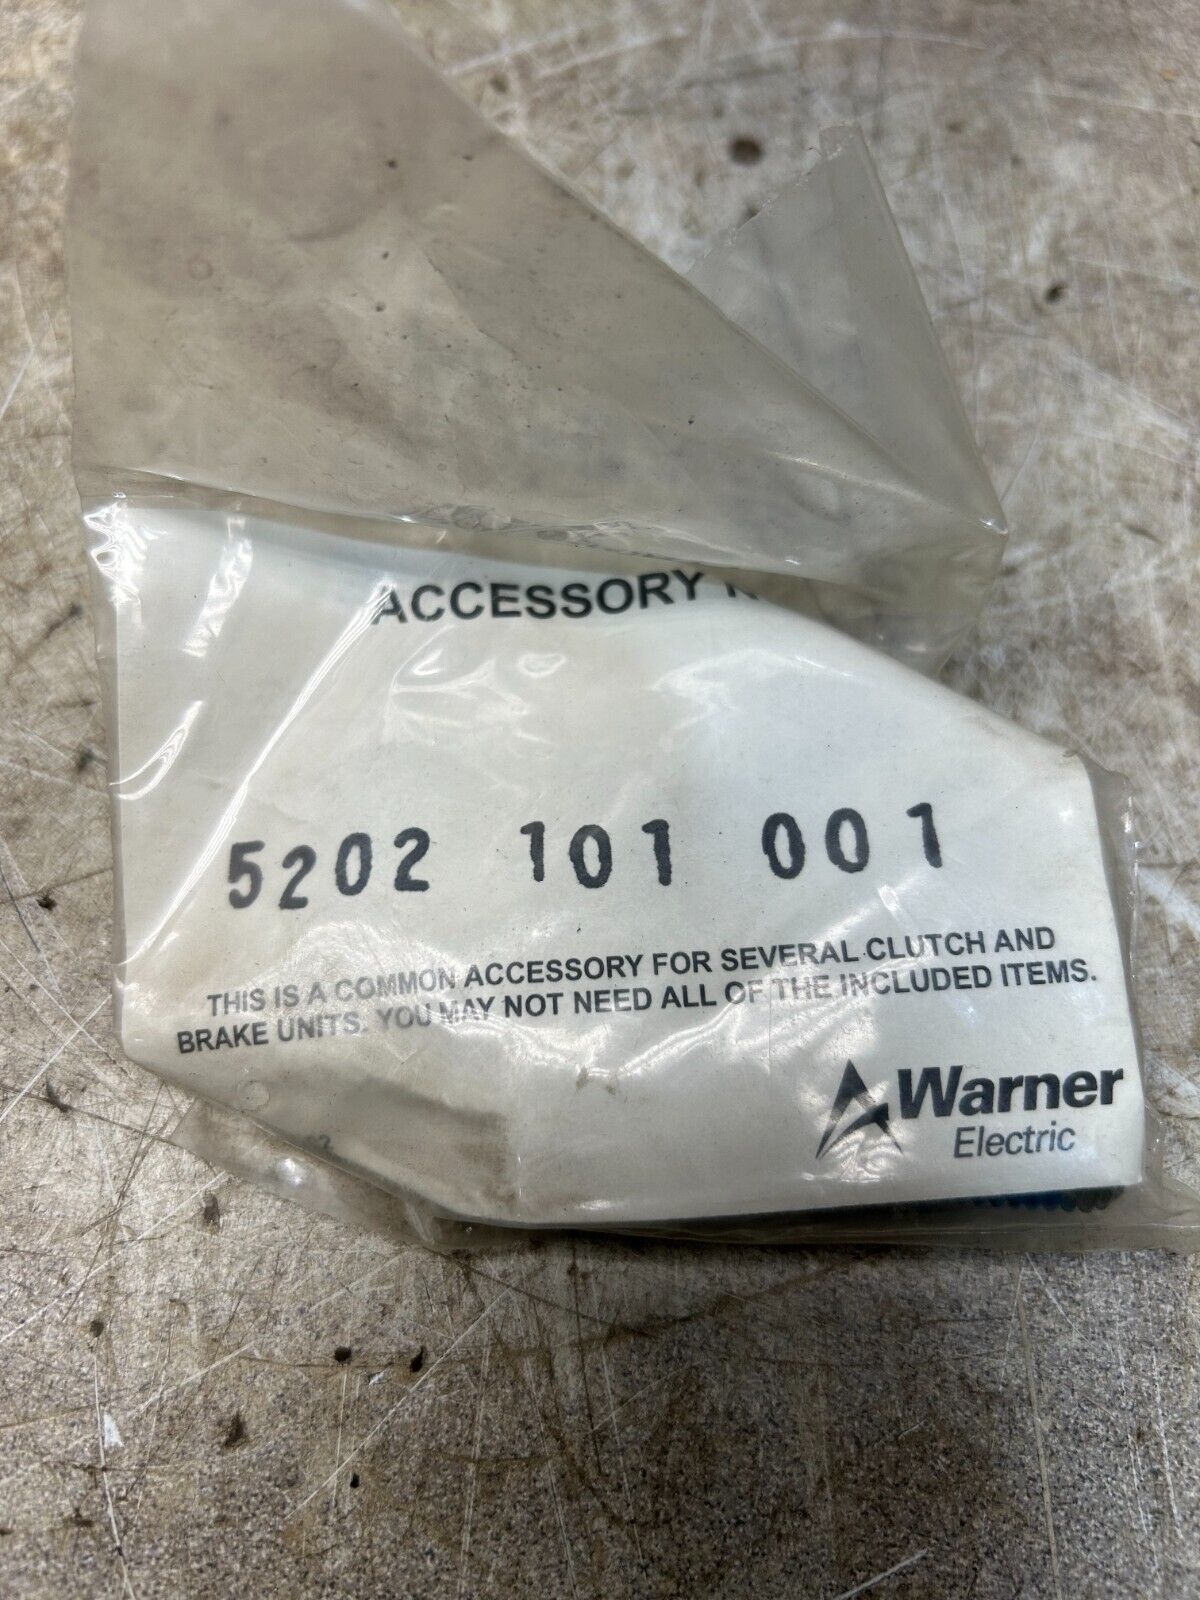 ACCESSORY
5202 101 001
THIS IS A COMMON ACCESSORY FOR SEVERAL CLUTCH AND
BRAKE UNITS. YOU MAY NOT NEED ALL OF THE INCLUDED ITEMS.
Warner
Electric